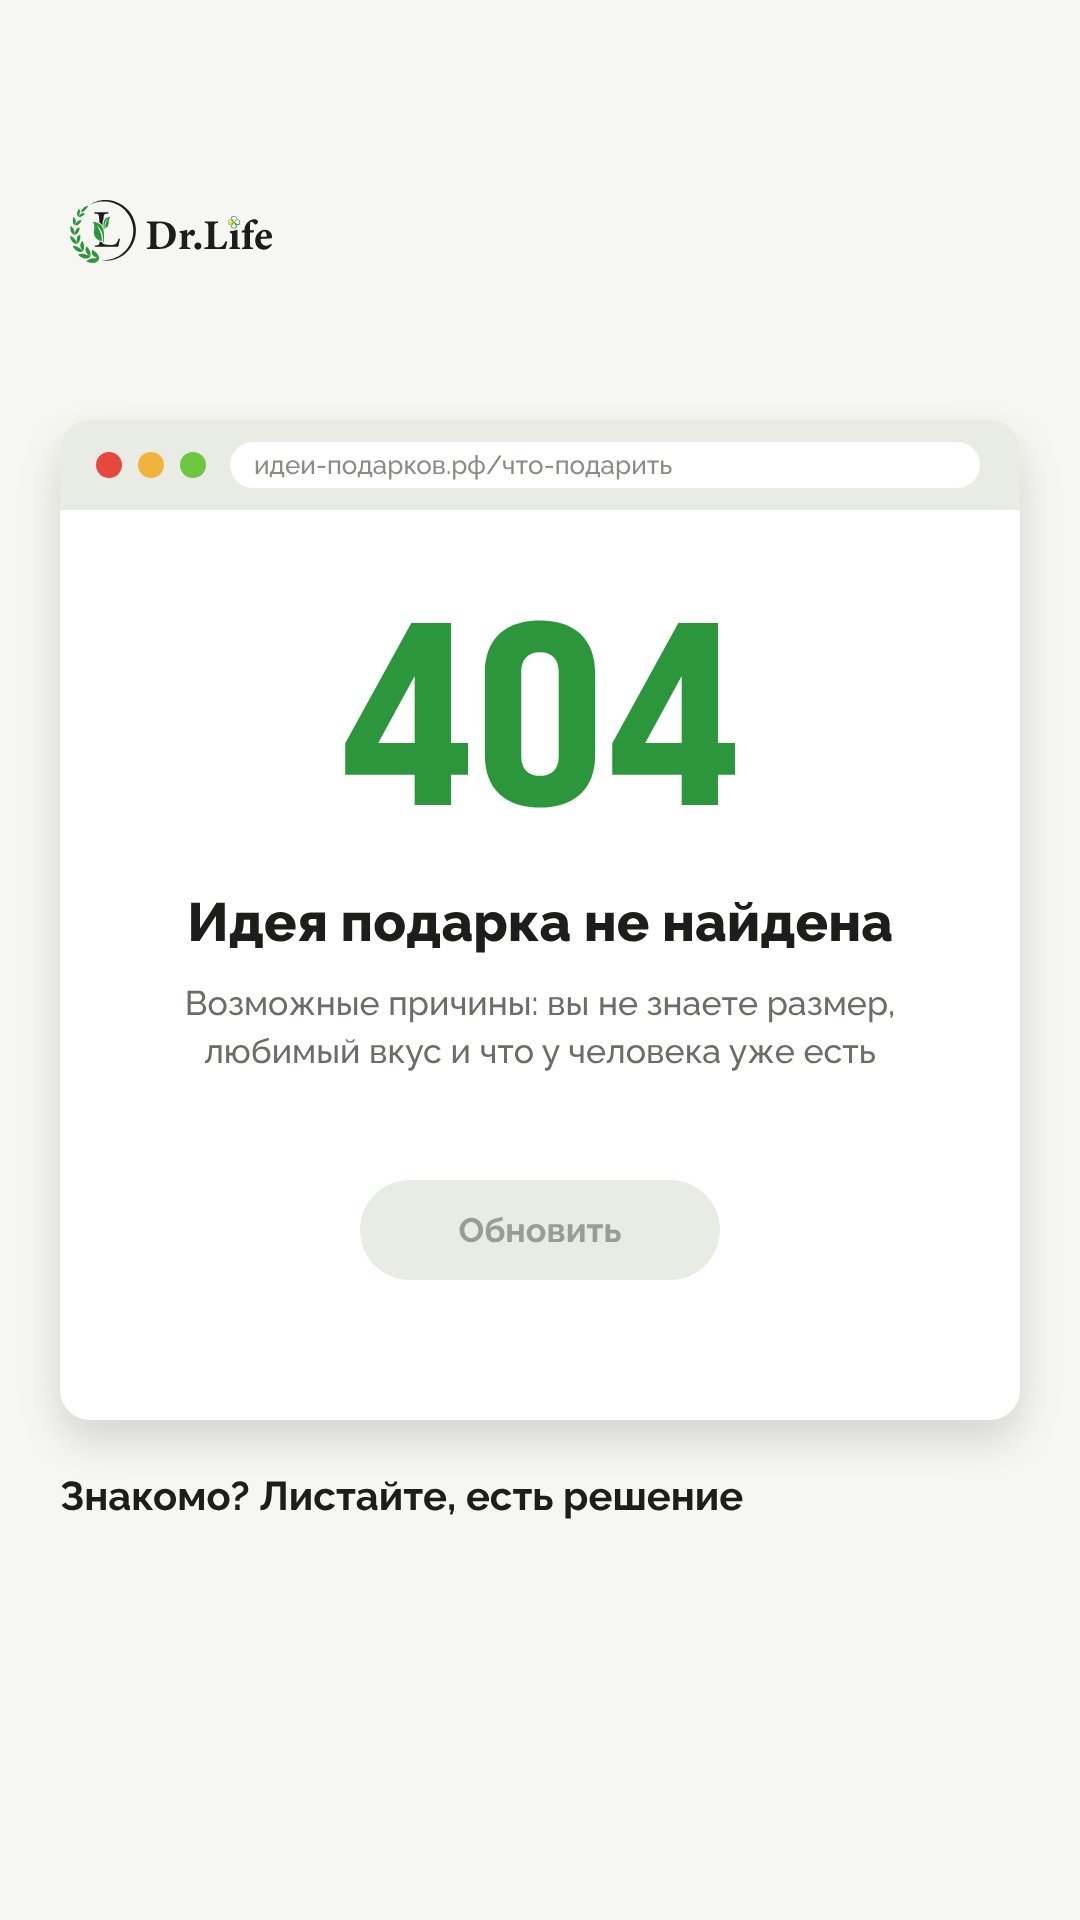 Dr.Life
идеи-подарков.рф/что-подарить
404
Идея подарка не найдена
Возможные причины: вы не знаете размер,
любимый вкус и что у человека уже есть
Обновить
Знакомо? Листайте, есть решение